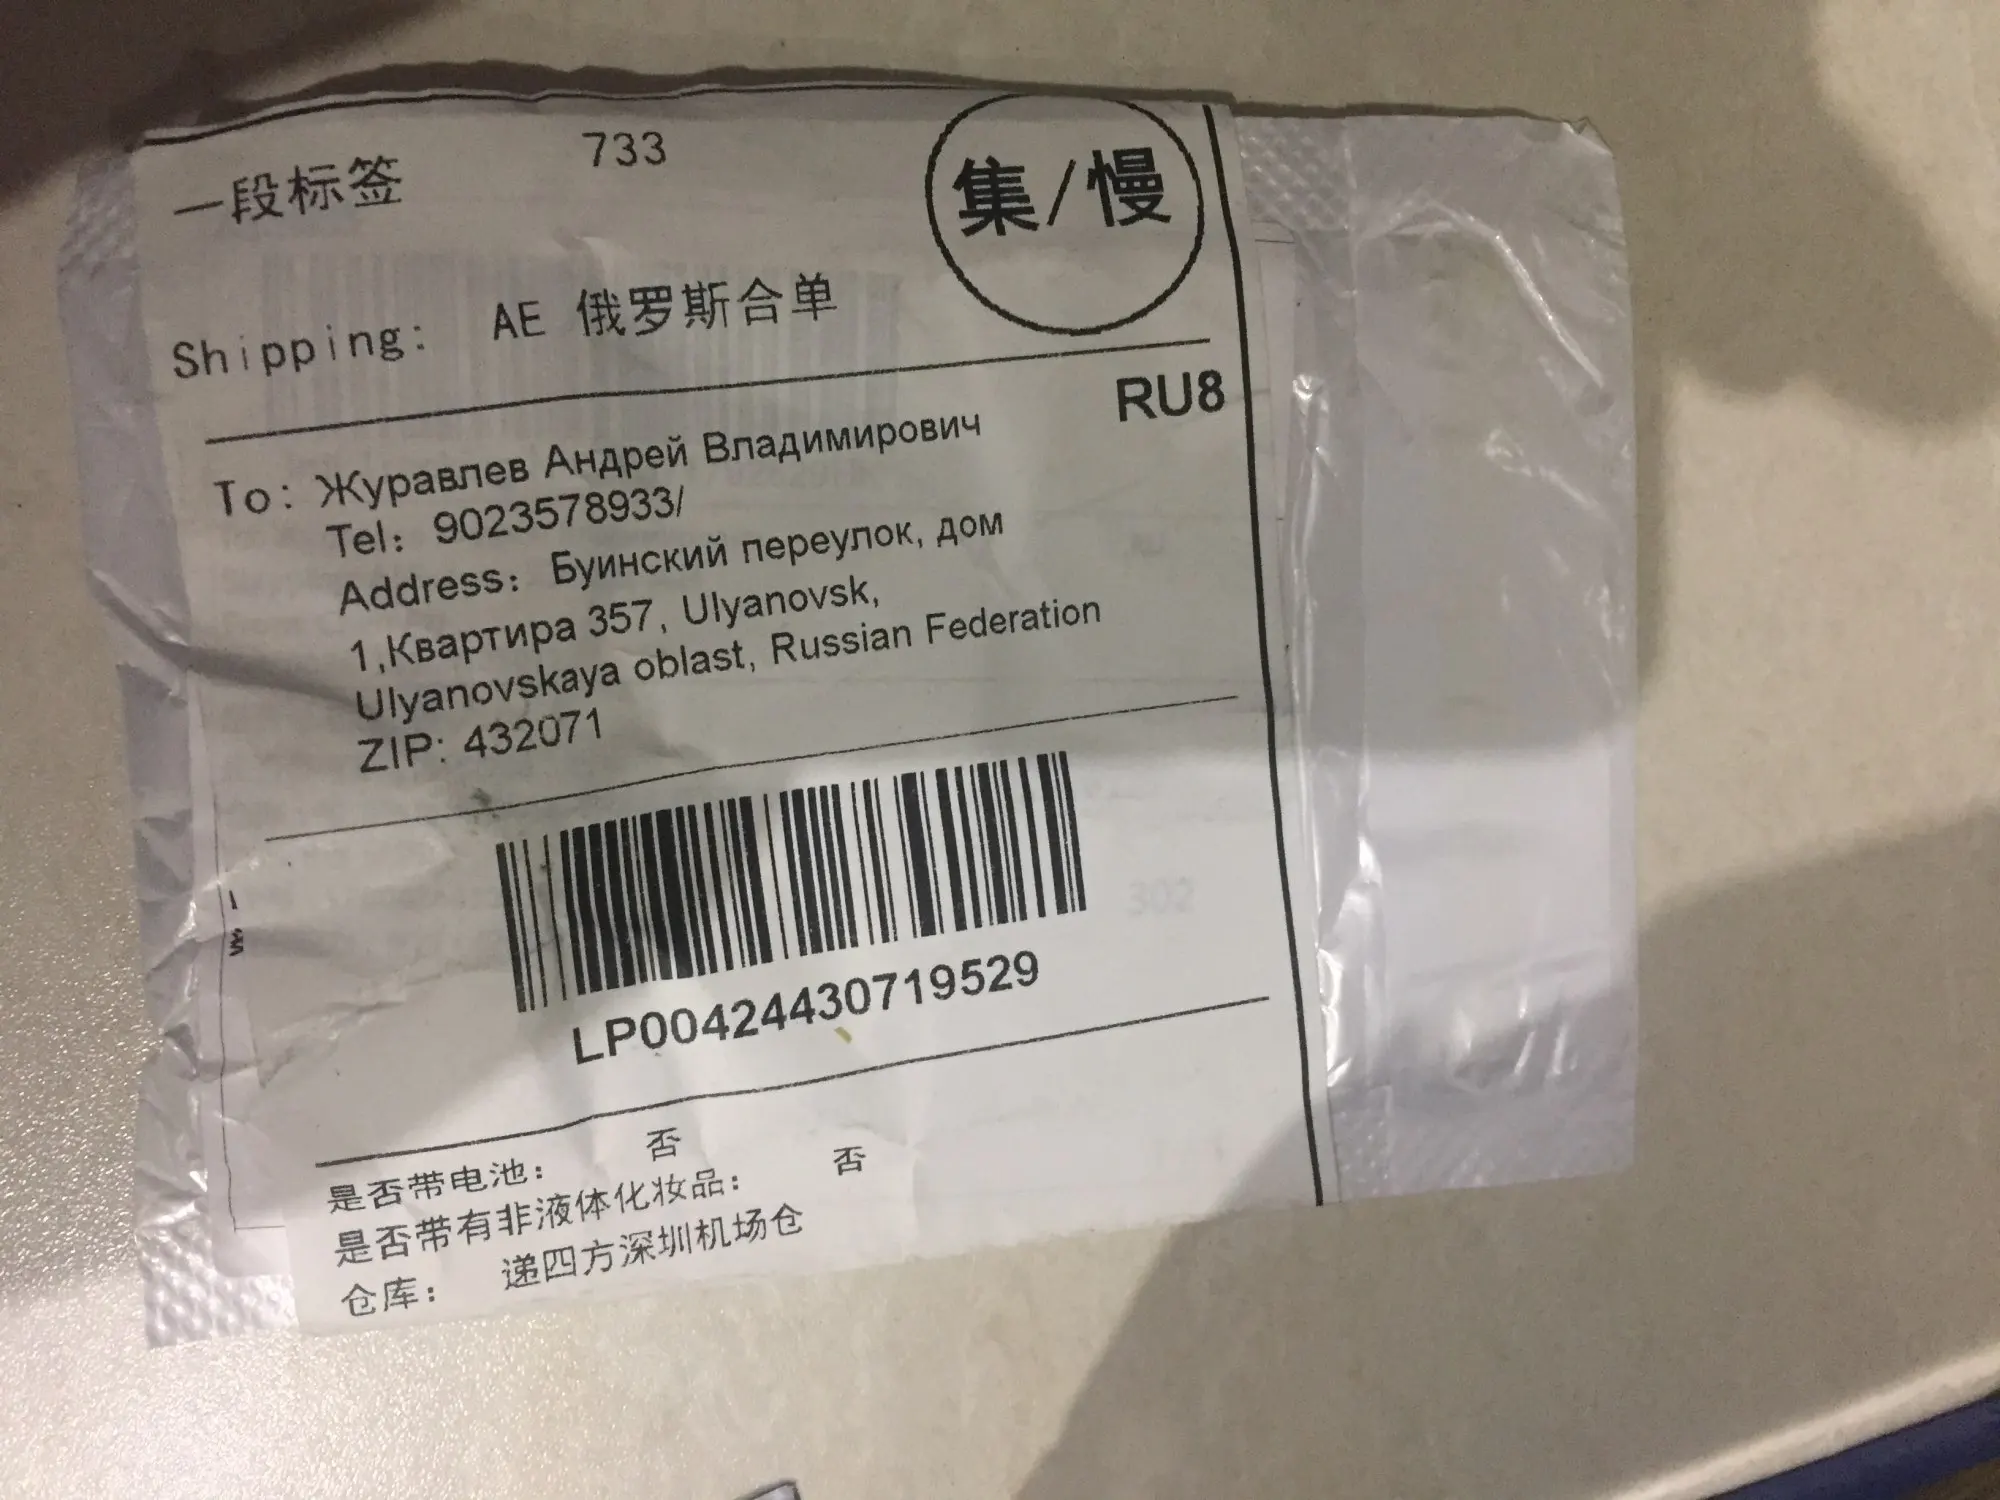 733
一段标签
集/慢
Shipping: AE 俄罗斯合单
RU8
To: Журавлев Андрей Владимирович
Tel: 9023578933/
Address: Буинский переулок, дом
1,Квартира 357, Ulyanovsk,
Ulyanovskaya oblast, Russian Federation
ZIP: 432071
302
LP00424430719529
是否带电池: 否
是否带有非液体化妆品: 否
仓库: 递四方深圳机场仓